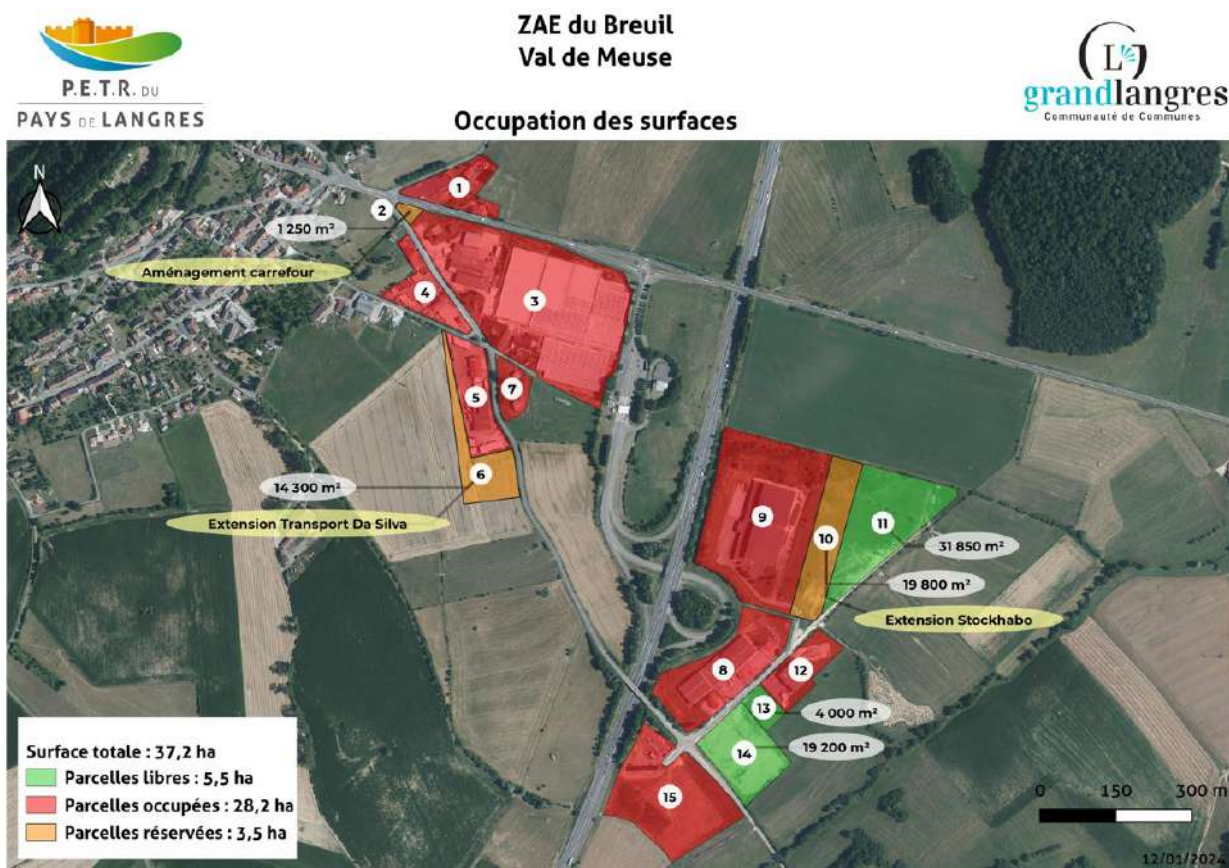 ZAE du Breuil
Val de Meuse
Occupation des surfaces
P.E.T.R. DU
PAYS DE LANGRES
L
grandlangres
Communauté de Communes
N
1
2
1 250 m²
Aménagement carrefour
3
4
5
7
6
14 300 m²
Extension Transport Da Silva
9
10
11
31 850 m²
19 800 m²
Extension Stockhabo
8
12
13
4 000 m²
14
19 200 m²
15
Surface totale : 37,2 ha
Parcelles libres : 5,5 ha
Parcelles occupées : 28,2 ha
Parcelles réservées : 3,5 ha
0 150 300 m
12/01/2024